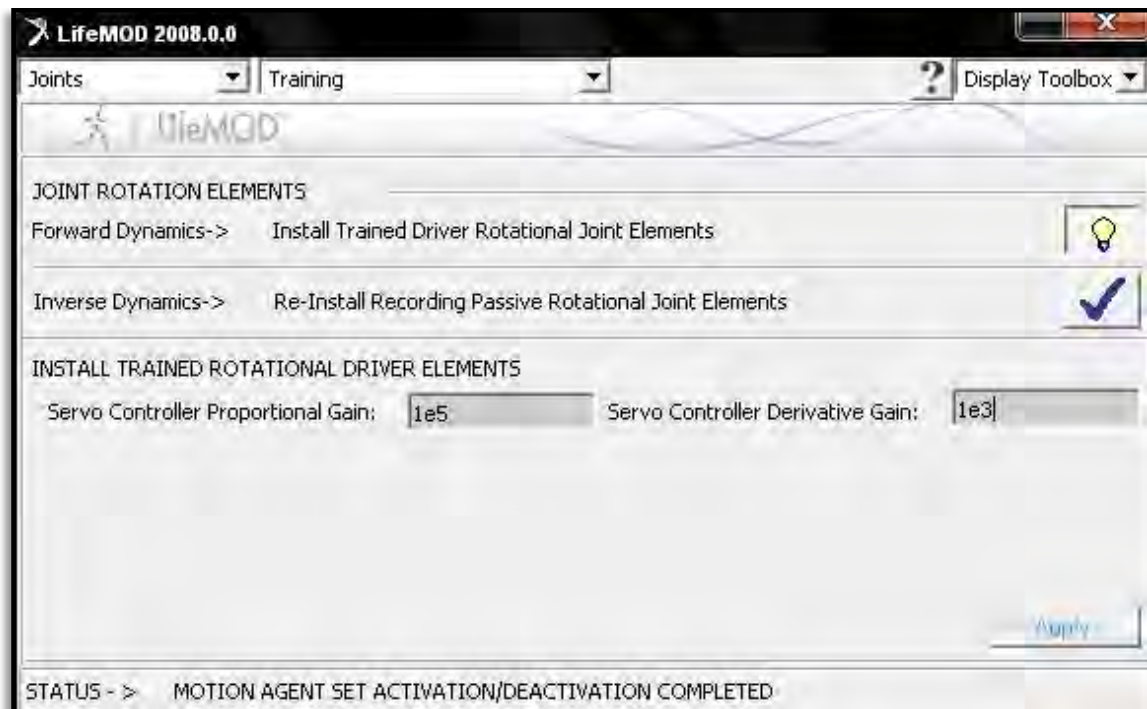 LifeMOD 2008.0.0
Joints Training ? Display Toolbox
LifeMOD
JOINT ROTATION ELEMENTS
Forward Dynamics-> Install Trained Driver Rotational Joint Elements
Inverse Dynamics-> Re-Install Recording Passive Rotational Joint Elements
INSTALL TRAINED ROTATIONAL DRIVER ELEMENTS
Servo Controller Proportional Gain: 1e5 Servo Controller Derivative Gain: 1e3
Apply
STATUS - > MOTION AGENT SET ACTIVATION/DEACTIVATION COMPLETED